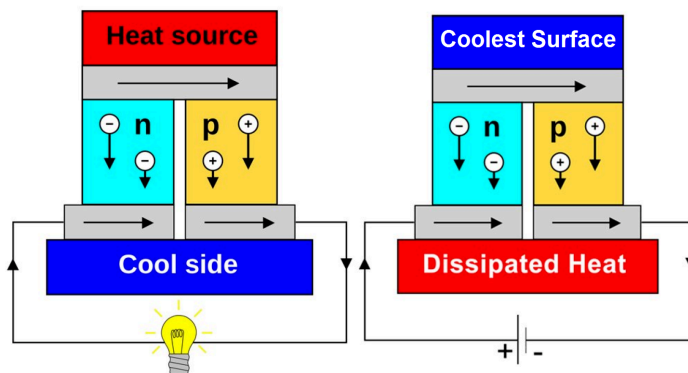 Heat source
n
p
Cool side
Coolest Surface
n
p
Dissipated Heat
+ -